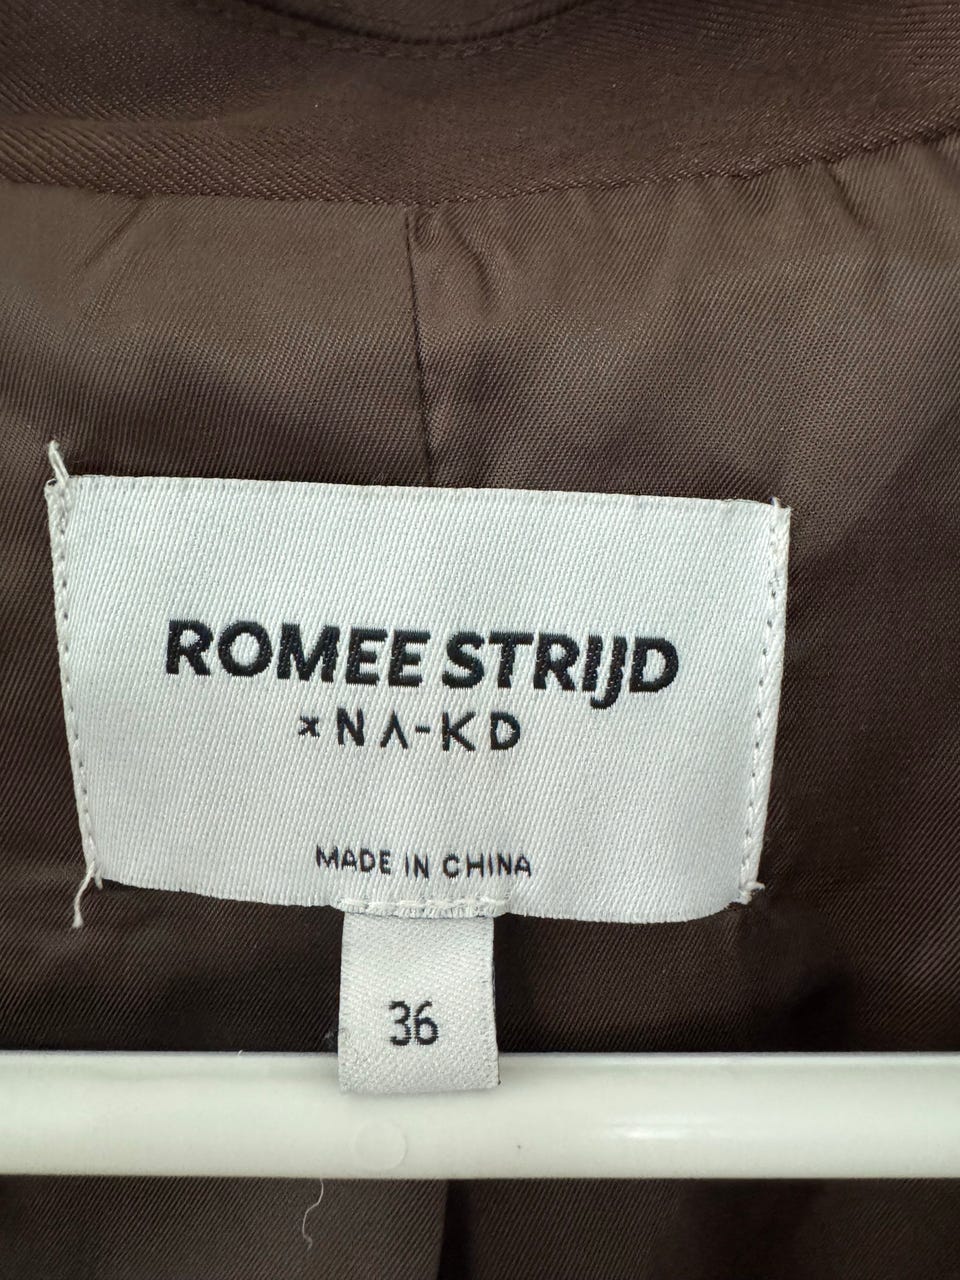 ROMEE STRIJD
x NA-KD
MADE IN CHINA
36